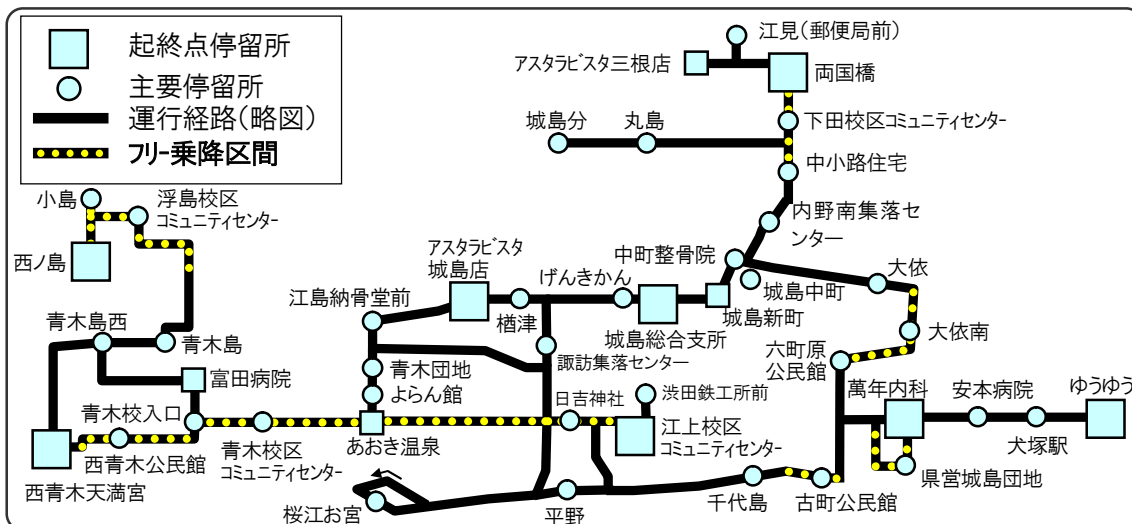 起終点停留所
主要停留所
運行経路（略図）
フリー乗降区間
江見（郵便局前）
アスタラビスタ三根店
両国橋
城島分
丸島
下田校区コミュニティセンター
中小路住宅
小島
浮島校区
コミュニティセンター
内野南集落セ
ンター
西ノ島
アスタラビスタ
城島店
中町整骨院
げんきかん
大依
江島納骨堂前
城島中町
楢津
城島総合支所
城島新町
大依南
青木島西
青木島
諏訪集落センター
六町原
公民館
富田病院
青木団地
よらん館
日吉神社
渋田鉄工所前
萬年内科
安本病院
ゆうゆう
青木校入口
江上校区
コミュニティセンター
犬塚駅
西青木公民館
青木校区
コミュニティセンター
あおき温泉
県営城島団地
西青木天満宮
桜江お宮
平野
千代島
古町公民館